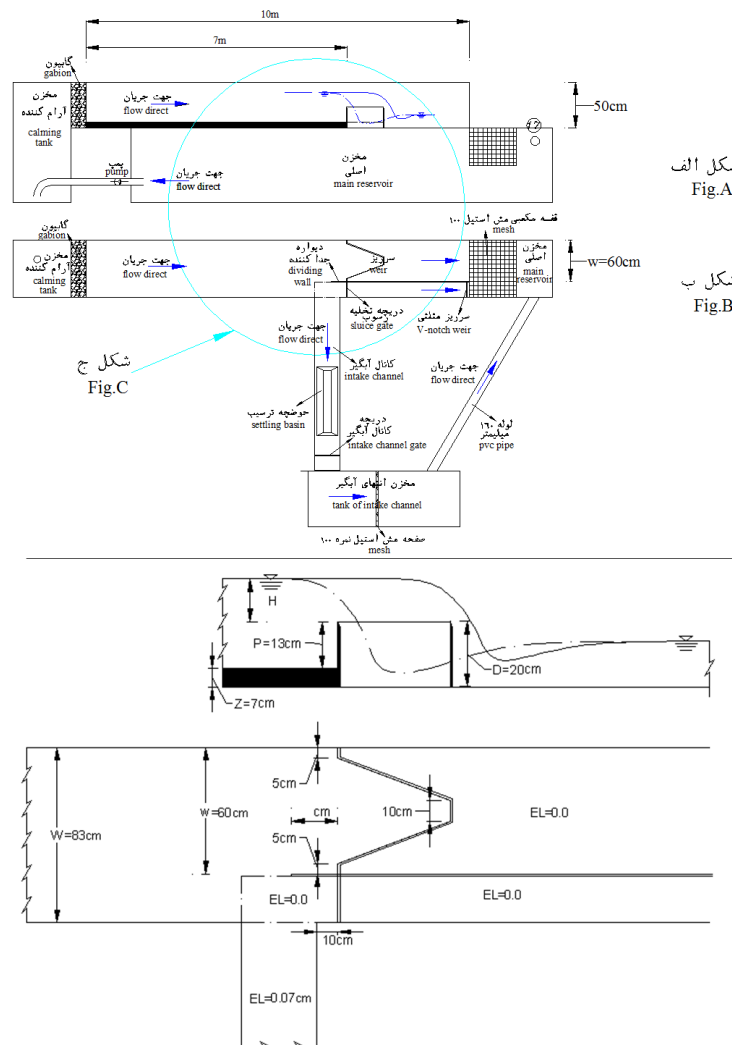 10m
7m
گابیون
gabion
مخزن
آرام کننده
calming
tank
جهت جریان
flow direct
50cm
پمپ
pump
جهت جریان
flow direct
مخزن
اصلی
main reservoir
شکل الف
Fig.A
گابیون
gabion
مخزن
آرام کننده
calming
tank
جهت جریان
flow direct
دیواره
جدا کننده
dividing
wall
سرریز
weir
قفسه مکعبی مش استیل ۱۰۰
mesh
مخزن
اصلی
main
reservoir
w=60cm
شکل ب
Fig.B
دریچه تخلیه
رسوب
sluice gate
سرریز مثلثی
V-notch weir
جهت جریان
flow direct
شکل ج
Fig.C
کانال آبگیر
intake channel
جهت جریان
flow direct
حوضچه ترسیب
settling basin
دریچه
کانال آبگیر
intake channel gate
لوله ۱۶۰
میلیمتر
pvc pipe
مخزن انتهای آبگیر
tank of intake channel
صفحه مش استیل نمره ۱۰۰
mesh
H
P=13cm
D=20cm
Z=7cm
5cm
W=83cm
w=60cm
cm
10cm
EL=0.0
5cm
EL=0.0
EL=0.0
10cm
EL=0.07cm